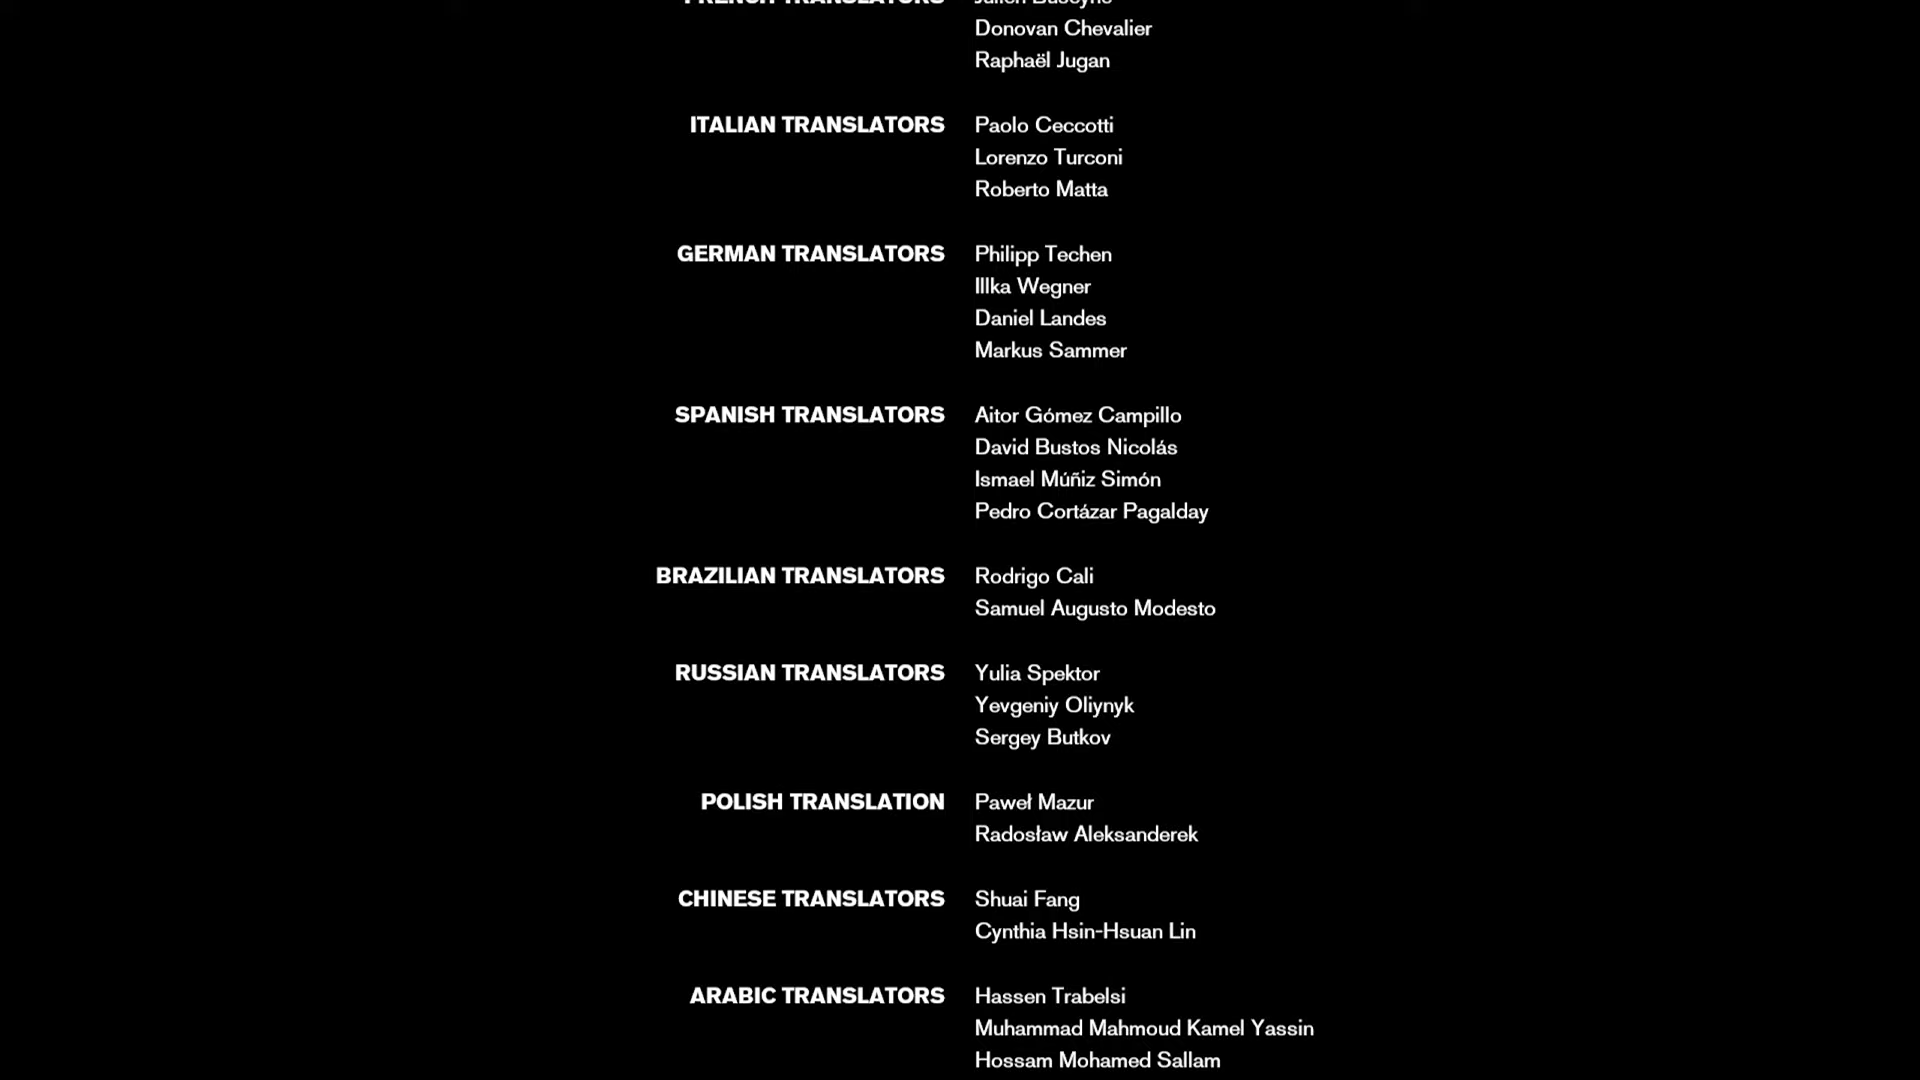 Donovan Chevalier
Raphaël Jugan
ITALIAN TRANSLATORS Paolo Ceccotti
Lorenzo Turconi
Roberto Matta
GERMAN TRANSLATORS Philipp Techen
Illka Wegner
Daniel Landes
Markus Sammer
SPANISH TRANSLATORS Aitor Gómez Campillo
David Bustos Nicolás
Ismael Múñiz Simón
Pedro Cortázar Pagalday
BRAZILIAN TRANSLATORS Rodrigo Cali
Samuel Augusto Modesto
RUSSIAN TRANSLATORS Yulia Spektor
Yevgeniy Oliynyk
Sergey Butkov
POLISH TRANSLATION Paweł Mazur
Radosław Aleksanderek
CHINESE TRANSLATORS Shuai Fang
Cynthia Hsin-Hsuan Lin
ARABIC TRANSLATORS Hassen Trabelsi
Muhammad Mahmoud Kamel Yassin
Hossam Mohamed Sallam